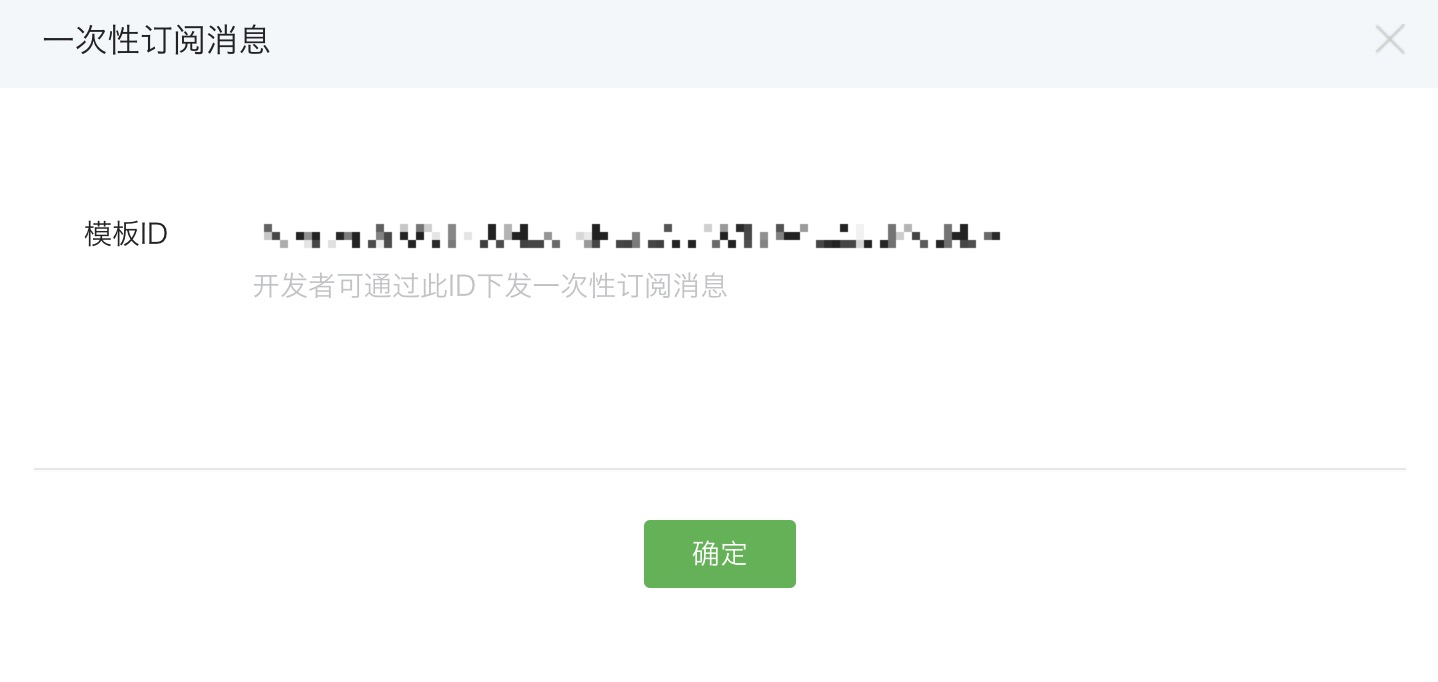 一次性订阅消息
模板ID
开发者可通过此ID下发一次性订阅消息
确定